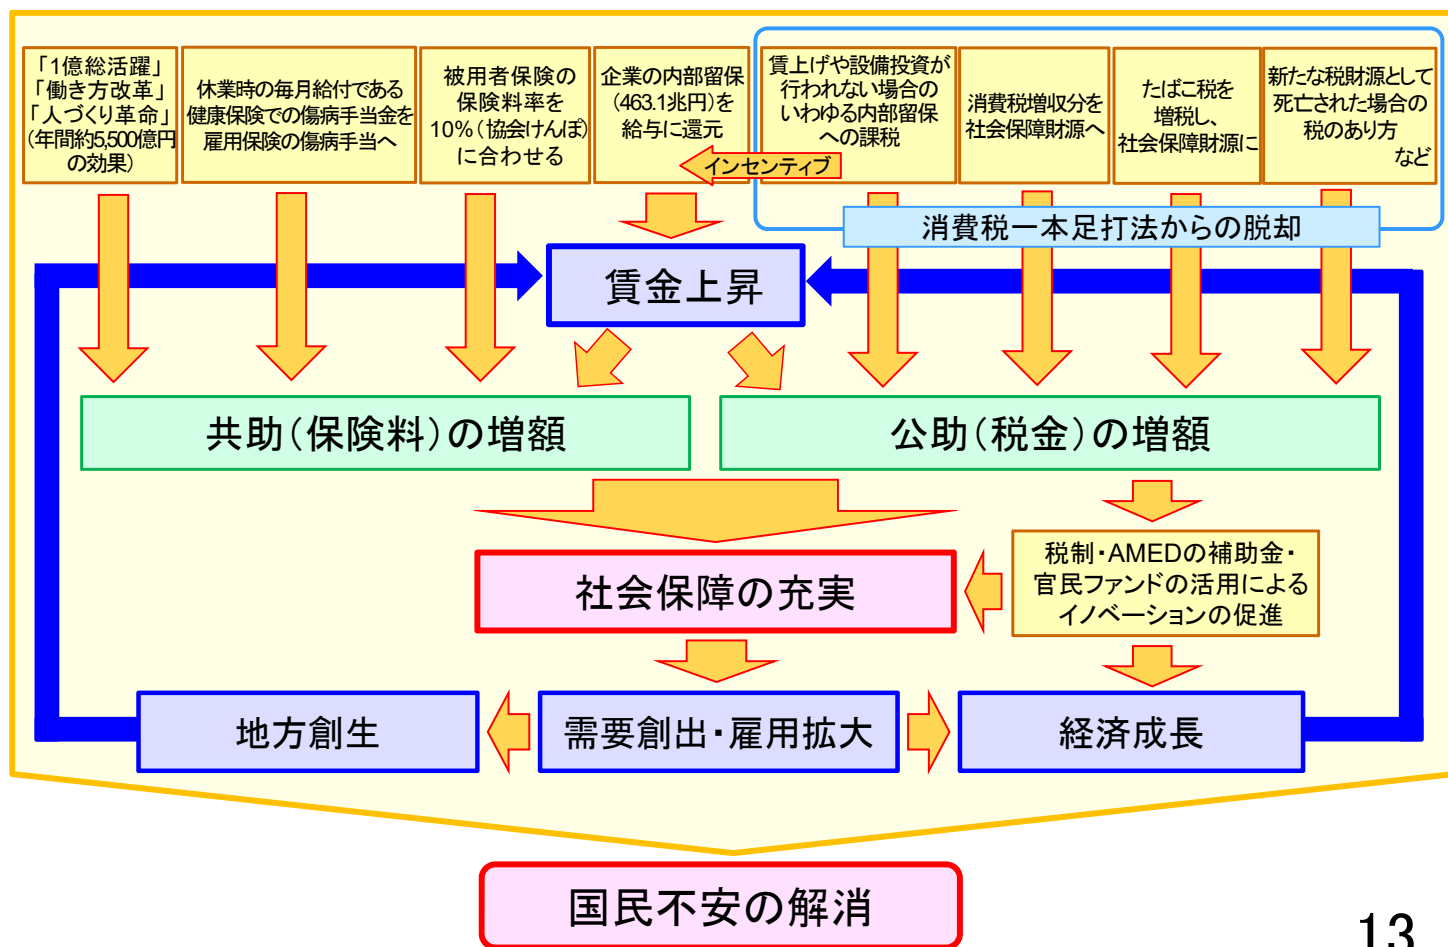 「1億総活躍」
「働き方改革」
「人づくり革命」
(年間約5,500億円
の効果)
休業時の毎月給付である
健康保険での傷病手当金を
雇用保険の傷病手当へ
被用者保険の
保険料率を
10%(協会けんぽ)
に合わせる
企業の内部留保
(463.1兆円)を
給与に還元
賃上げや設備投資が
行われない場合の
いわゆる内部留保
への課税
消費税増収分を
社会保障財源へ
たばこ税を
増税し、
社会保障財源に
新たな税財源として
死亡された場合の
税のあり方
など
インセンティブ
消費税一本足打法からの脱却
賃金上昇
共助(保険料)の増額
公助(税金)の増額
社会保障の充実
税制・AMEDの補助金・
官民ファンドの活用による
イノベーションの促進
地方創生
需要創出・雇用拡大
経済成長
国民不安の解消
13